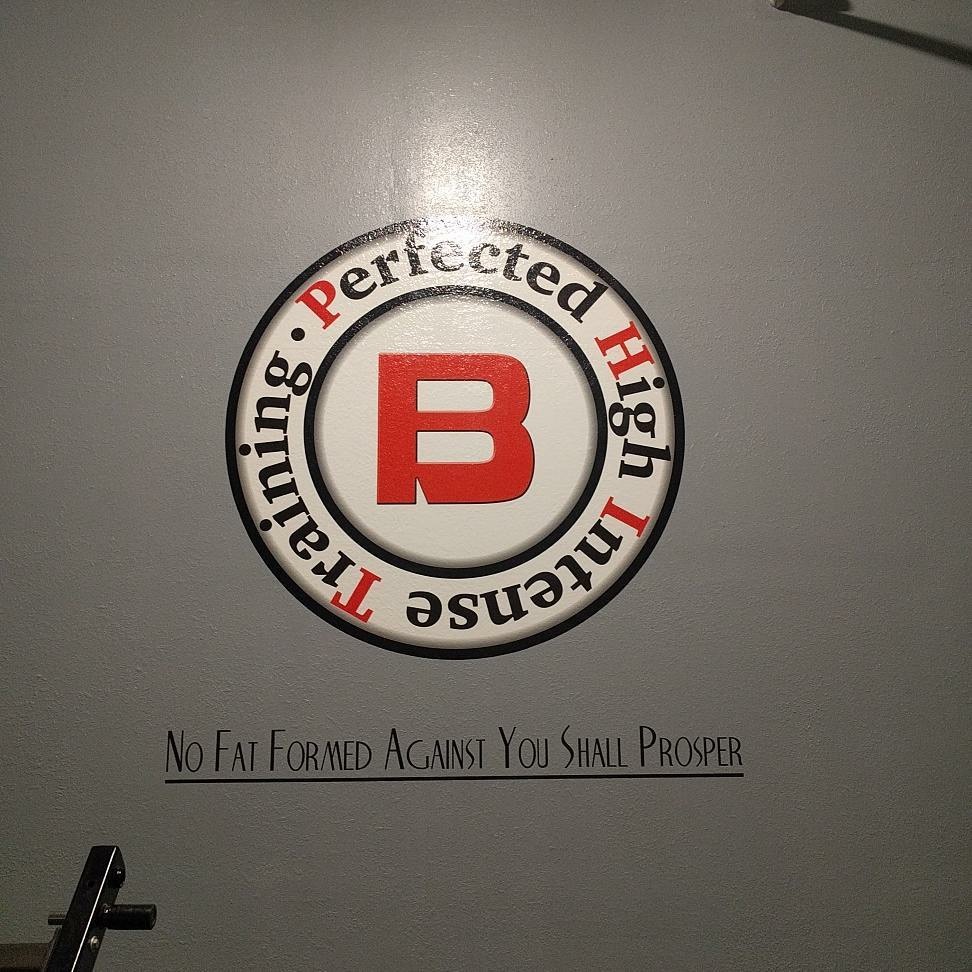 Perfected High Intense Training •
B
No Fat Formed Against You Shall Prosper